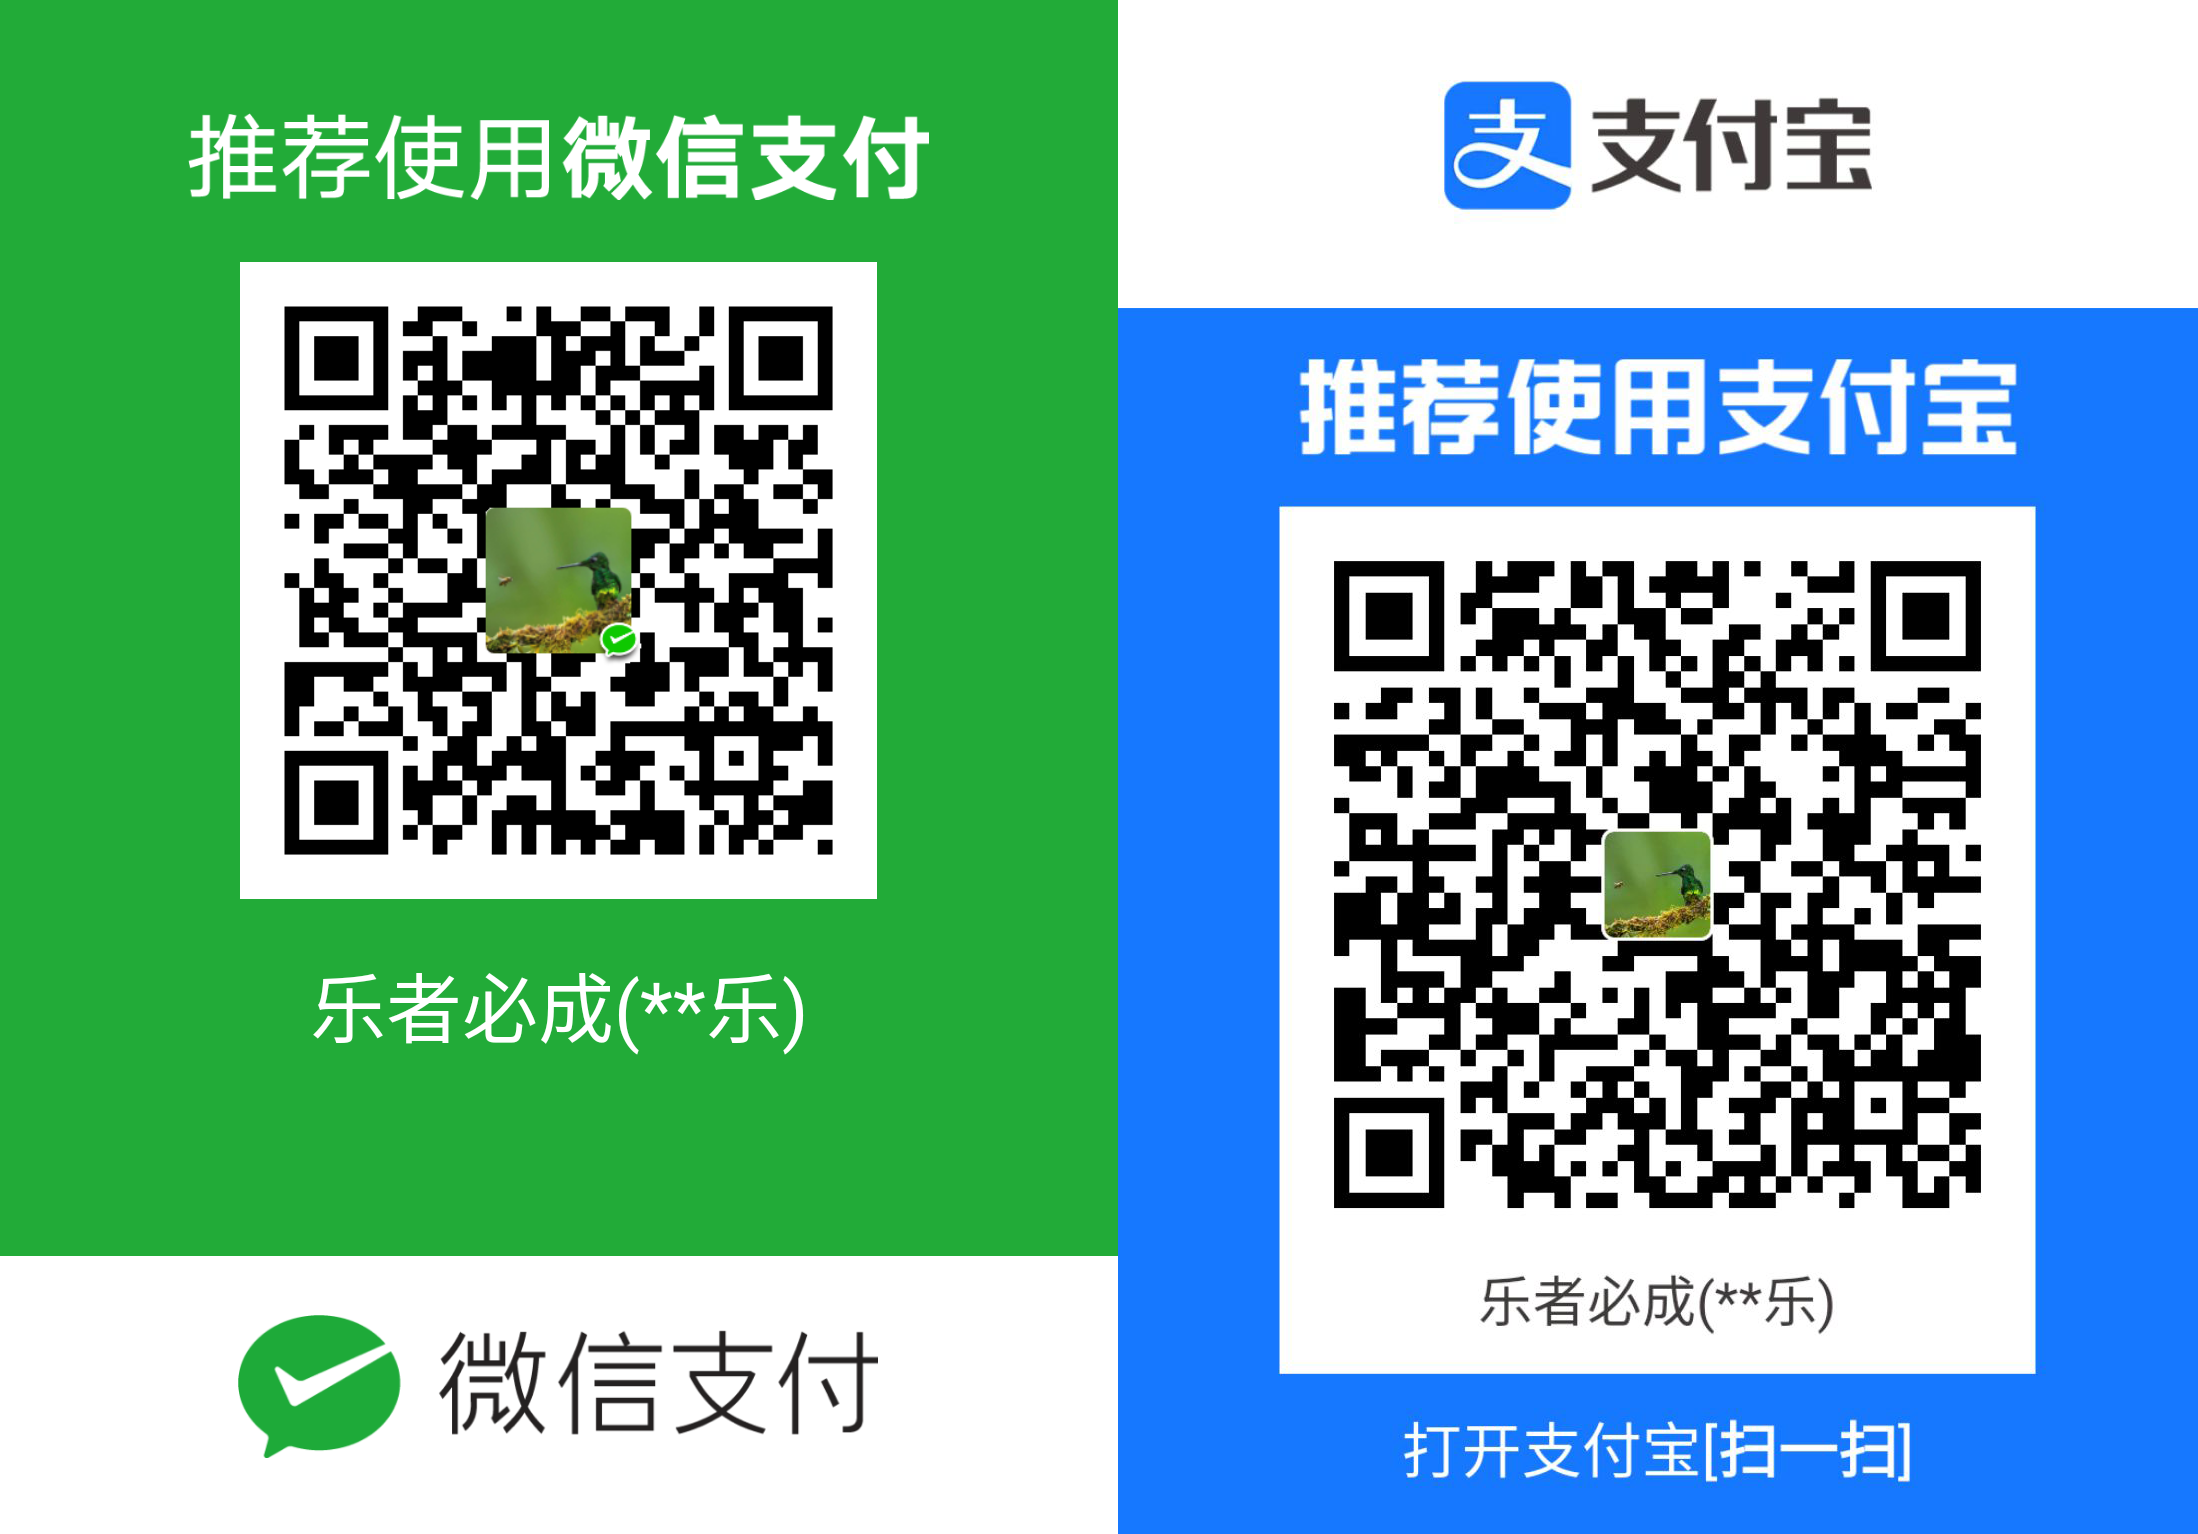 推荐使用微信支付
乐者必成(**乐)
微信支付
支 支付宝
推荐使用支付宝
乐者必成(**乐)
打开支付宝[扫一扫]